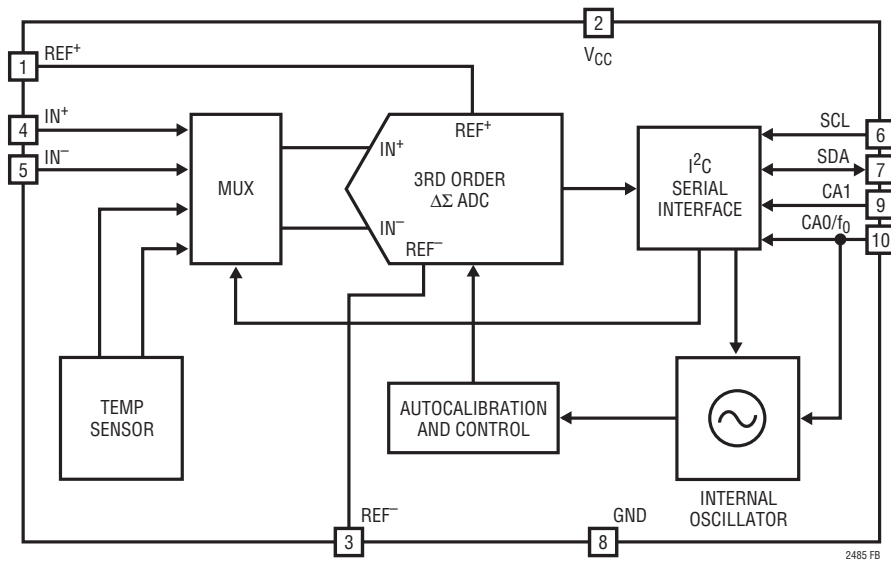 2
V_CC
1
REF⁺
4
IN⁺
5
IN⁻
MUX
REF⁺
IN⁺
3RD ORDER
ΔΣ ADC
IN⁻
REF⁻
I²C
SERIAL
INTERFACE
SCL
6
SDA
7
CA1
9
CA0/f₀
10
TEMP
SENSOR
AUTOCALIBRATION
AND CONTROL
INTERNAL
OSCILLATOR
REF⁻
3
GND
8
2485 FB